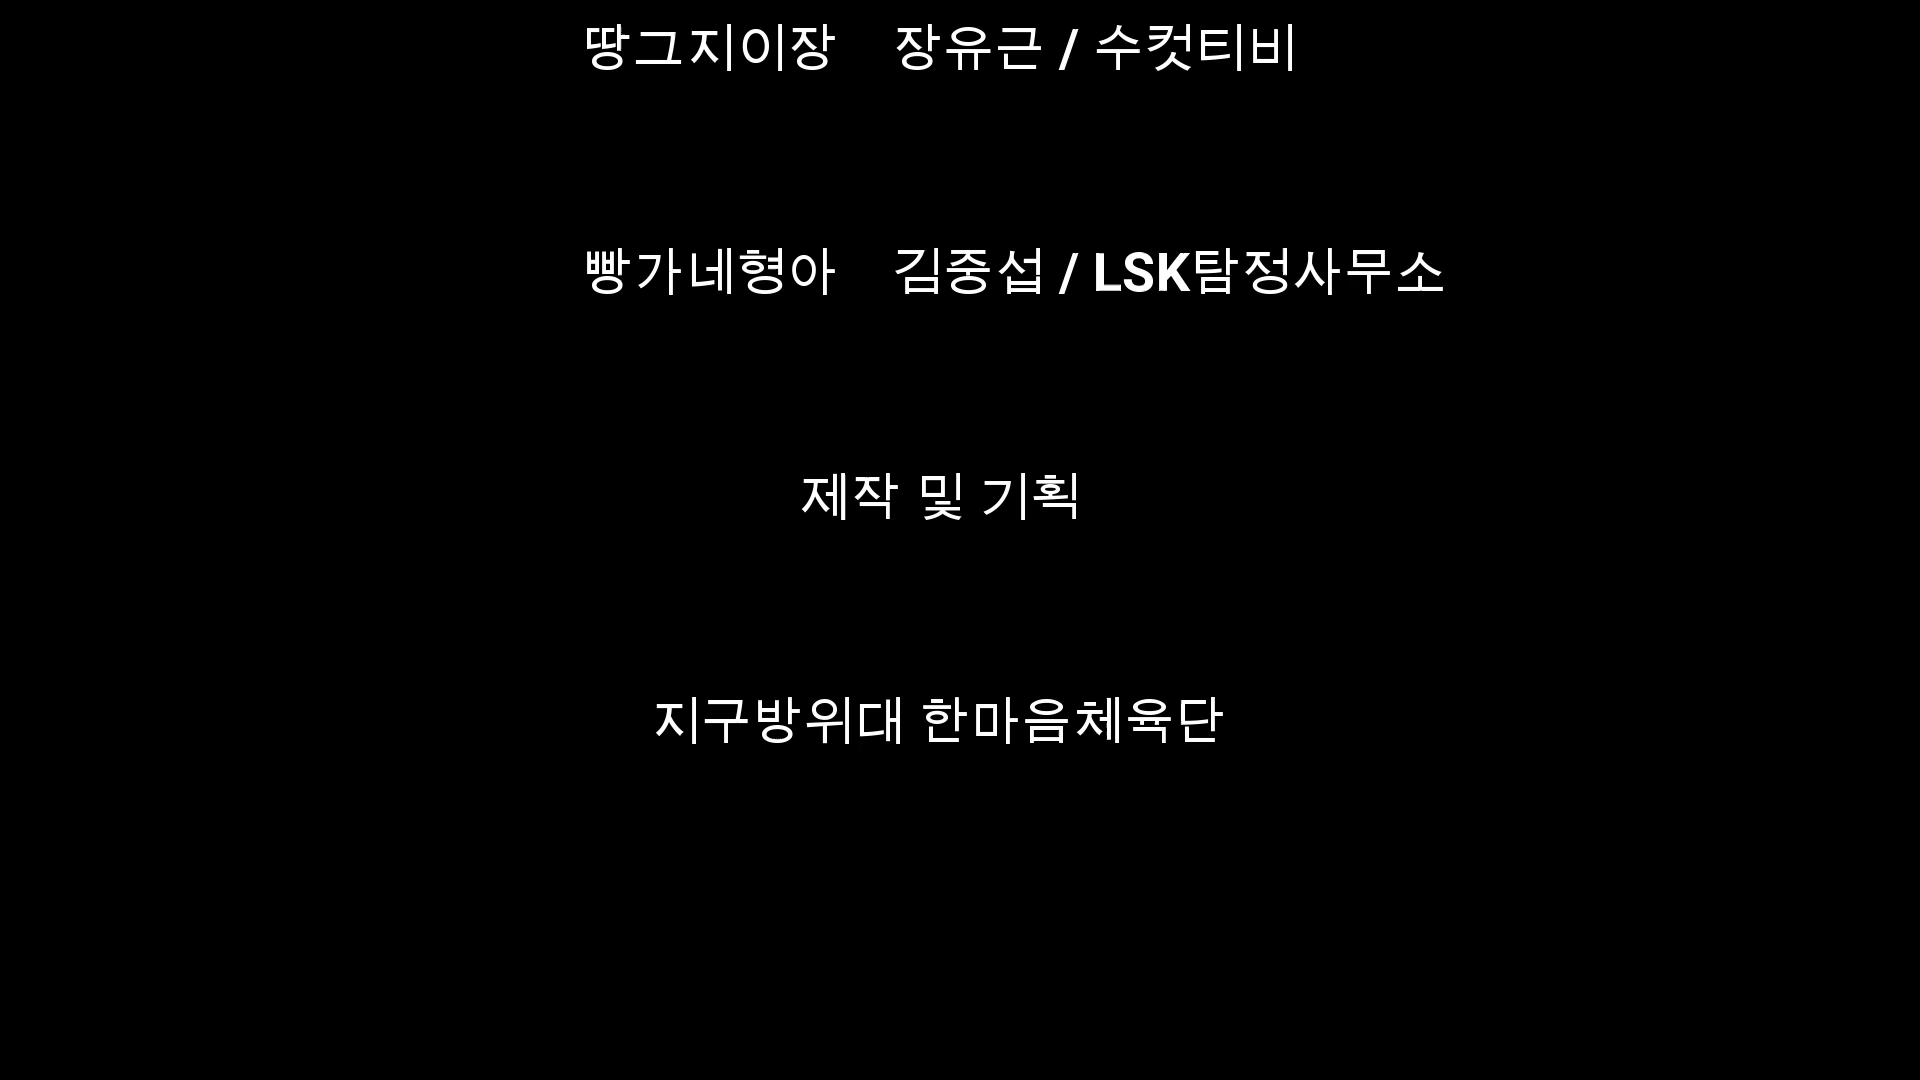 땅그지이장 장유근 / 수컷티비
빵가네형아 김중섭 / LSK탐정사무소
제작 및 기획
지구방위대 한마음체육단